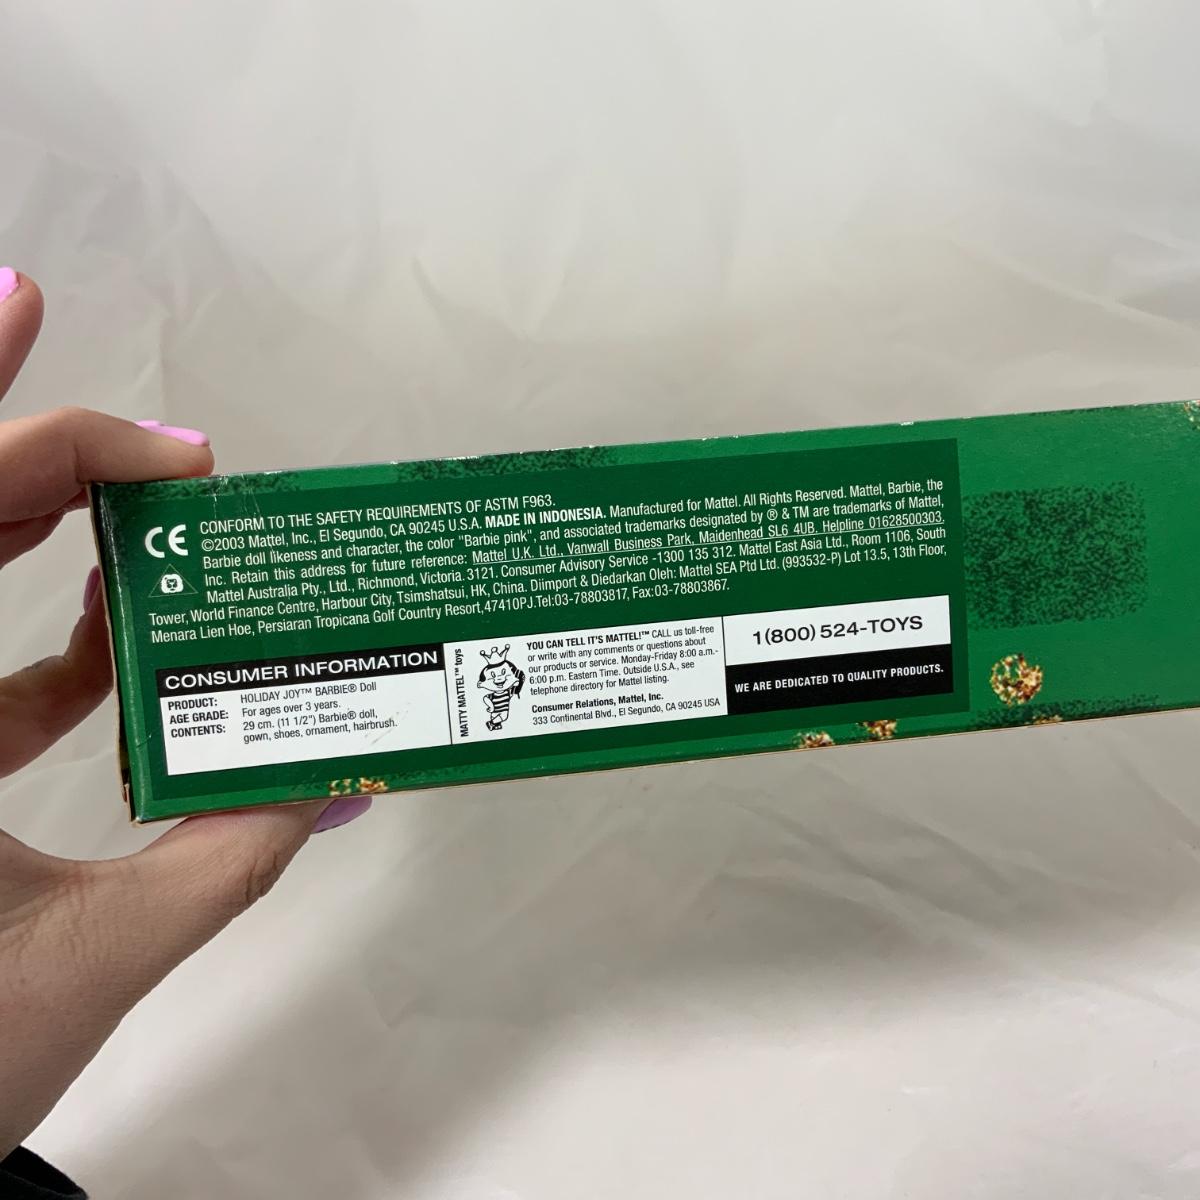 CE
CONFORM TO THE SAFETY REQUIREMENTS OF ASTM F963.
©2003 Mattel, Inc., El Segundo, CA 90245 U.S.A. MADE IN INDONESIA. Manufactured for Mattel. All Rights Reserved. Mattel, Barbie, the
Barbie doll likeness and character, the color "Barbie pink", and associated trademarks designated by ® & TM are trademarks of Mattel,
Inc. Retain this address for future reference: Mattel U.K. Ltd., Vanwall Business Park, Maidenhead SL6 4UB. Helpline 01628500303.
Mattel Australia Pty., Ltd., Richmond, Victoria. 3121. Consumer Advisory Service -1300 135 312. Mattel East Asia Ltd., Room 1106, South
Tower, World Finance Centre, Harbour City, Tsimshatsui, HK, China. Diimport & Diedarkan Oleh: Mattel SEA Ptd Ltd. (993532-P) Lot 13.5, 13th Floor,
Menara Lien Hoe, Persiaran Tropicana Golf Country Resort,47410PJ.Tel:03-78803817, Fax:03-78803867.
CONSUMER INFORMATION
PRODUCT: HOLIDAY JOY™ BARBIE® Doll
AGE GRADE: For ages over 3 years.
CONTENTS: 29 cm. (11 1/2") Barbie® doll,
gown, shoes, ornament, hairbrush.
MATTY MATTEL™ toys
YOU CAN TELL IT'S MATTEL!™ CALL us toll-free
or write with any comments or questions about
our products or service. Monday-Friday 8:00 a.m.-
6:00 p.m. Eastern Time. Outside U.S.A., see
telephone directory for Mattel listing.
Consumer Relations, Mattel, Inc.
333 Continental Blvd., El Segundo, CA 90245 USA
1(800) 524-TOYS
WE ARE DEDICATED TO QUALITY PRODUCTS.